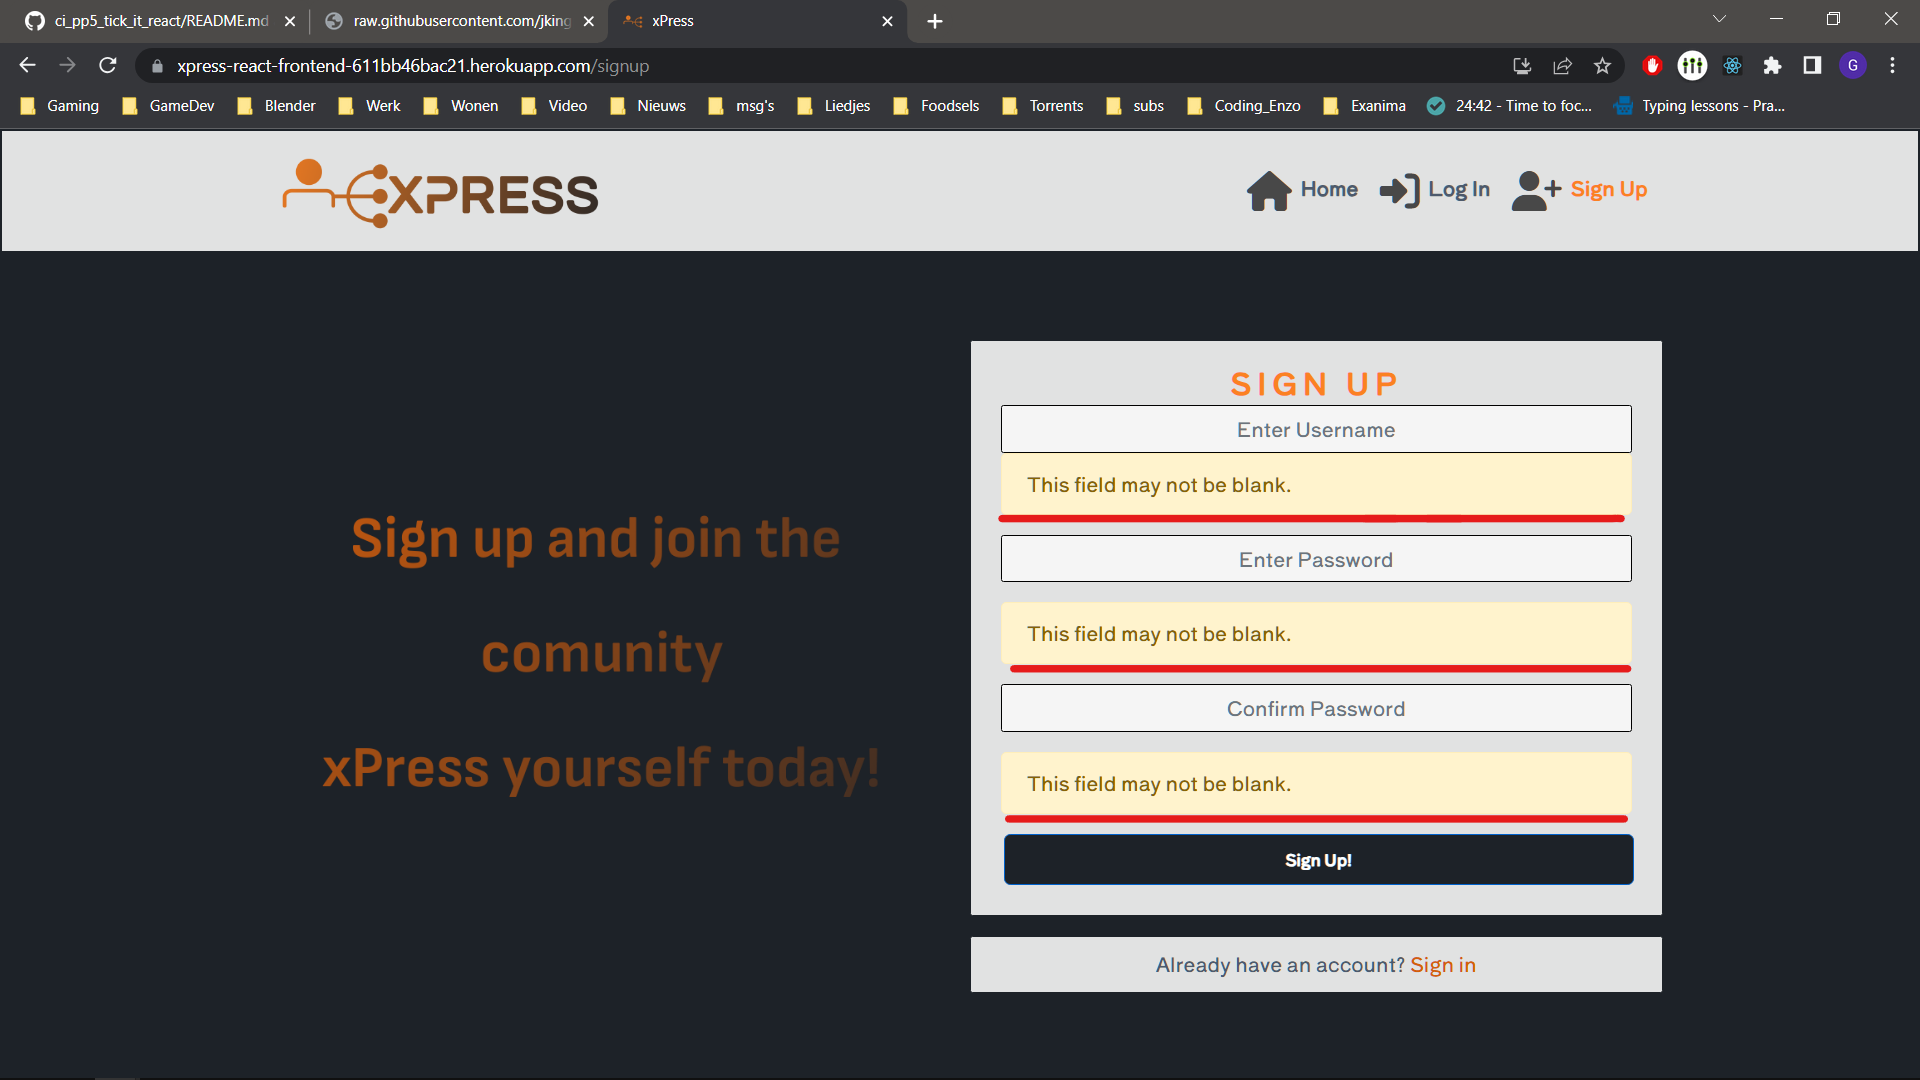 ci_pp5_tick_it_react/README.md
raw.githubusercontent.com/jking
xPress
xpress-react-frontend-611bb46bac21.herokuapp.com/signup
G
Gaming
GameDev
Blender
Werk
Wonen
Video
Nieuws
msg's
Liedjes
Foodsels
Torrents
subs
Coding_Enzo
Exanima
24:42 - Time to foc...
Typing lessons - Pra...
XPRESS
Home
Log In
Sign Up
Sign up and join the
comunity
xPress yourself today!
SIGN UP
Enter Username
This field may not be blank.
Enter Password
This field may not be blank.
Confirm Password
This field may not be blank.
Sign Up!
Already have an account? Sign in